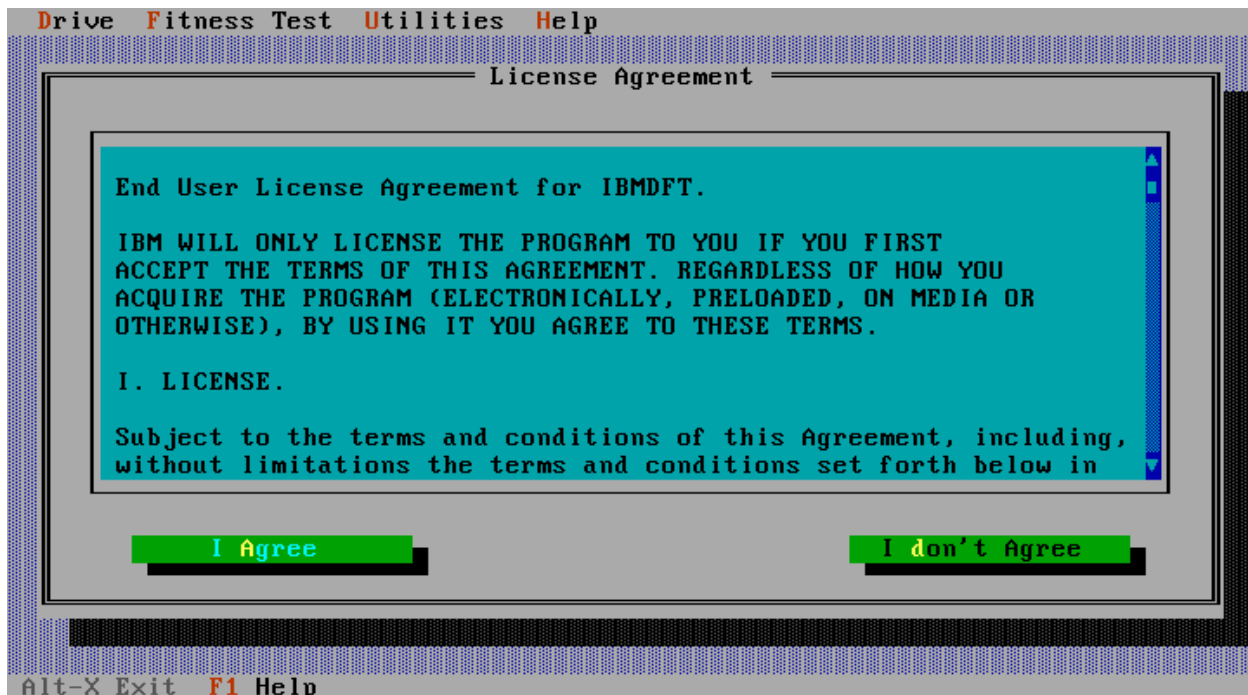 Drive Fitness Test Utilities Help
License Agreement
End User License Agreement for IBMDFT.
IBM WILL ONLY LICENSE THE PROGRAM TO YOU IF YOU FIRST
ACCEPT THE TERMS OF THIS AGREEMENT. REGARDLESS OF HOW YOU
ACQUIRE THE PROGRAM (ELECTRONICALLY, PRELOADED, ON MEDIA OR
OTHERWISE), BY USING IT YOU AGREE TO THESE TERMS.
I. LICENSE.
Subject to the terms and conditions of this Agreement, including,
without limitations the terms and conditions set forth below in
I Agree I don't Agree
Alt-X Exit F1 Help